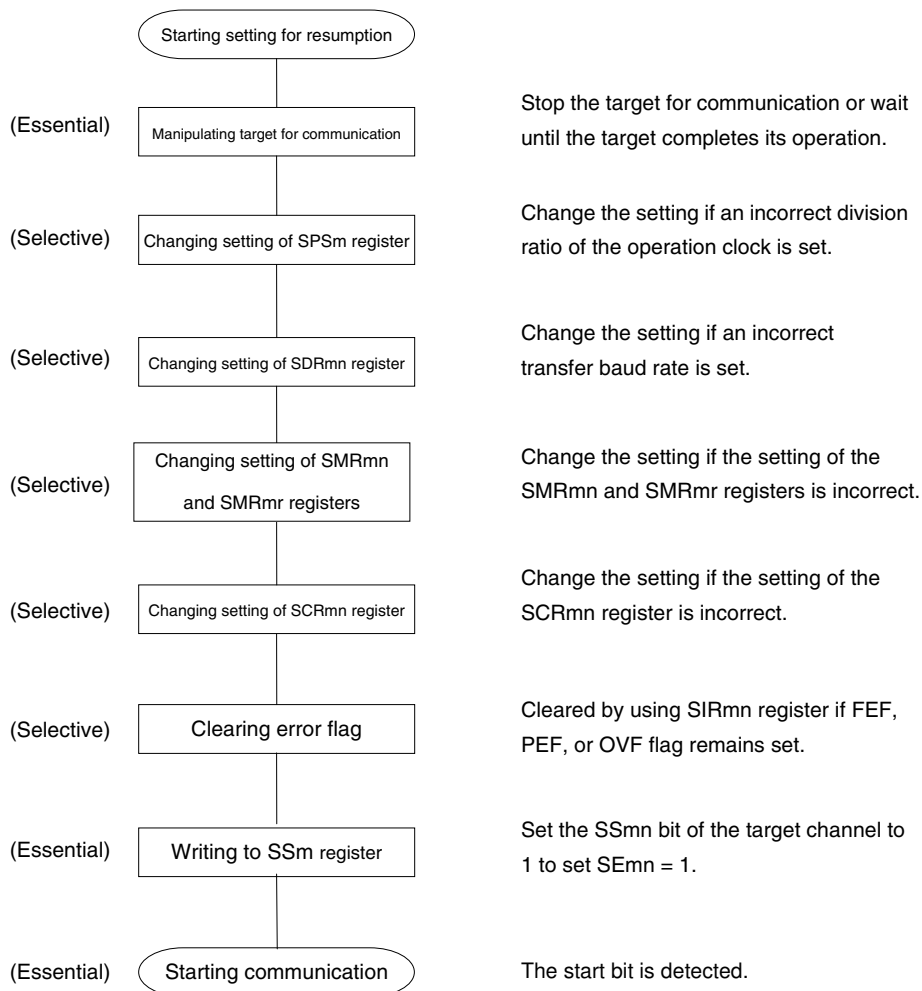 Starting setting for resumption
(Essential)
Manipulating target for communication
Stop the target for communication or wait
until the target completes its operation.
(Selective)
Changing setting of SPSm register
Change the setting if an incorrect division
ratio of the operation clock is set.
(Selective)
Changing setting of SDRmn register
Change the setting if an incorrect
transfer baud rate is set.
(Selective)
Changing setting of SMRmn
and SMRmr registers
Change the setting if the setting of the
SMRmn and SMRmr registers is incorrect.
(Selective)
Changing setting of SCRmn register
Change the setting if the setting of the
SCRmn register is incorrect.
(Selective)
Clearing error flag
Cleared by using SIRmn register if FEF,
PEF, or OVF flag remains set.
(Essential)
Writing to SSm register
Set the SSmn bit of the target channel to
1 to set SEmn = 1.
(Essential)
Starting communication
The start bit is detected.